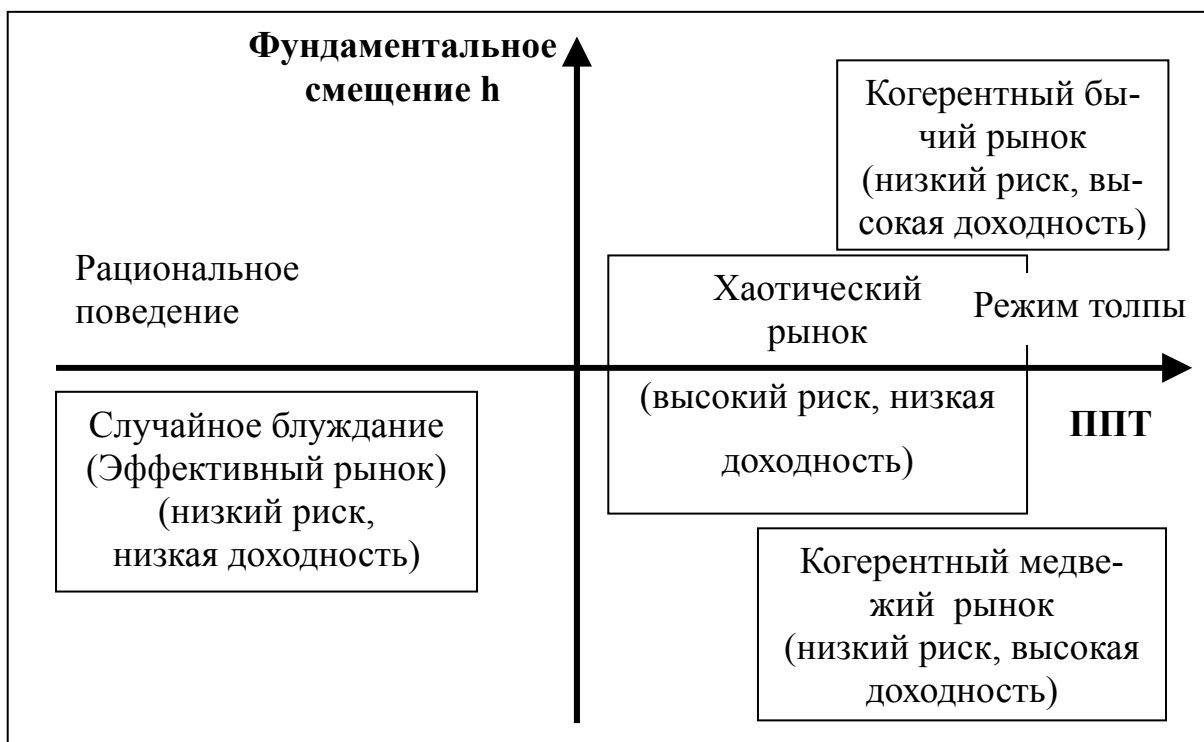 Фундаментальное
смещение h
Когерентный бы-
чий рынок
(низкий риск, вы-
сокая доходность)
Рациональное
поведение
Хаотический
рынок
(высокий риск, низкая
доходность)
Режим толпы
ППТ
Случайное блуждание
(Эффективный рынок)
(низкий риск,
низкая доходность)
Когерентный медве-
жий рынок
(низкий риск, высокая
доходность)